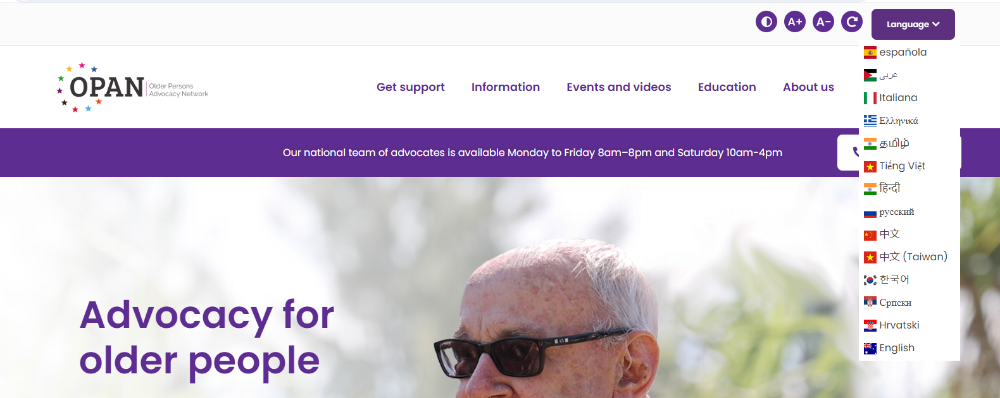 A+
A-
Language
OPAN
Older Persons
Advocacy Network
Get support
Information
Events and videos
Education
About us
española
عربى
Italiana
Ελληνικά
தமிழ்
Tiếng Việt
हिन्दी
русский
中文
中文 (Taiwan)
한국어
Српски
Hrvatski
English
Our national team of advocates is available Monday to Friday 8am–8pm and Saturday 10am-4pm
Advocacy for
older people